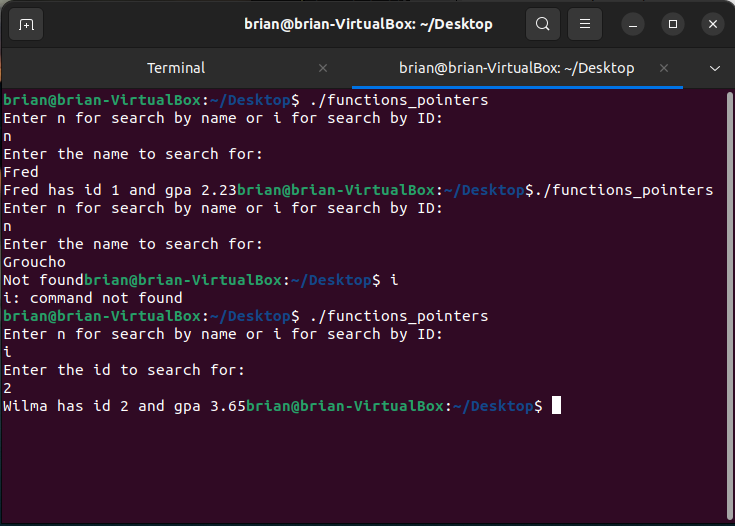 brian@brian-VirtualBox: ~/Desktop
Terminal
brian@brian-VirtualBox: ~/Desktop
brian@brian-VirtualBox:~/Desktop$ ./functions_pointers
Enter n for search by name or i for search by ID:
n
Enter the name to search for:
Fred
Fred has id 1 and gpa 2.23brian@brian-VirtualBox:~/Desktop$./functions_pointers
Enter n for search by name or i for search by ID:
n
Enter the name to search for:
Groucho
Not foundbrian@brian-VirtualBox:~/Desktop$ i
i: command not found
brian@brian-VirtualBox:~/Desktop$ ./functions_pointers
Enter n for search by name or i for search by ID:
i
Enter the id to search for:
2
Wilma has id 2 and gpa 3.65brian@brian-VirtualBox:~/Desktop$